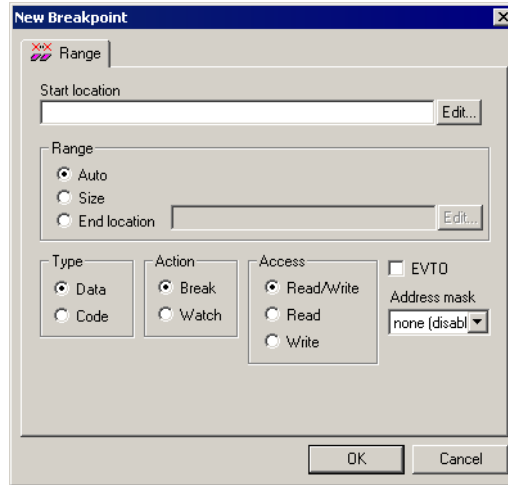 New Breakpoint
Range
Start location
Edit...
Range
Auto
Size
End location
Edit...
Type
Data
Code
Action
Break
Watch
Access
Read/Write
Read
Write
EVTO
Address mask
none (disabl
OK
Cancel